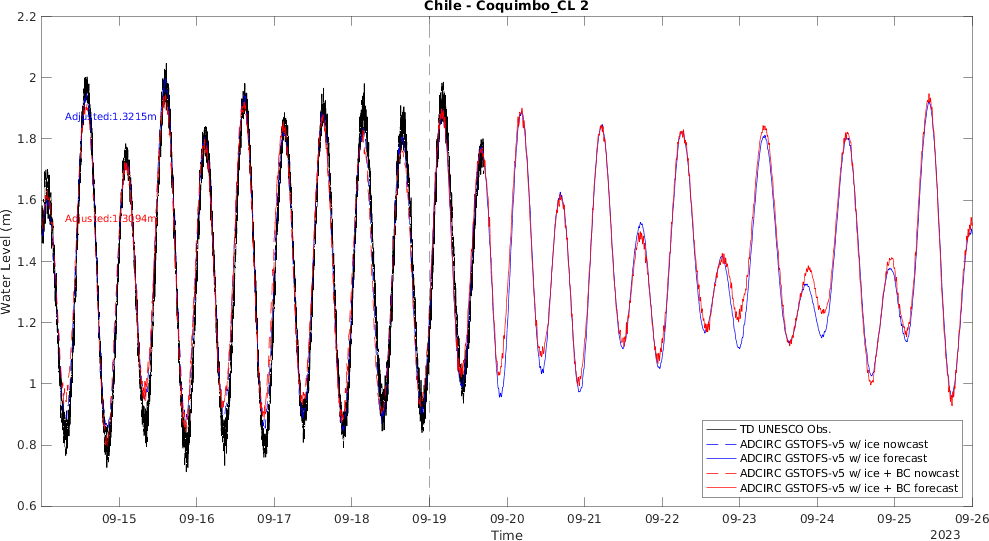 Chile - Coquimbo_CL 2
2.2
2
1.8
1.6
1.4
1.2
1
0.8
0.6
Water Level (m)
Adjusted:1.3215m
Adjusted:1.3094m
TD UNESCO Obs.
ADCIRC GSTOFS-v5 w/ ice nowcast
ADCIRC GSTOFS-v5 w/ ice forecast
ADCIRC GSTOFS-v5 w/ ice + BC nowcast
ADCIRC GSTOFS-v5 w/ ice + BC forecast
09-15 09-16 09-17 09-18 09-19 09-20 09-21 09-22 09-23 09-24 09-25 09-26
Time
2023